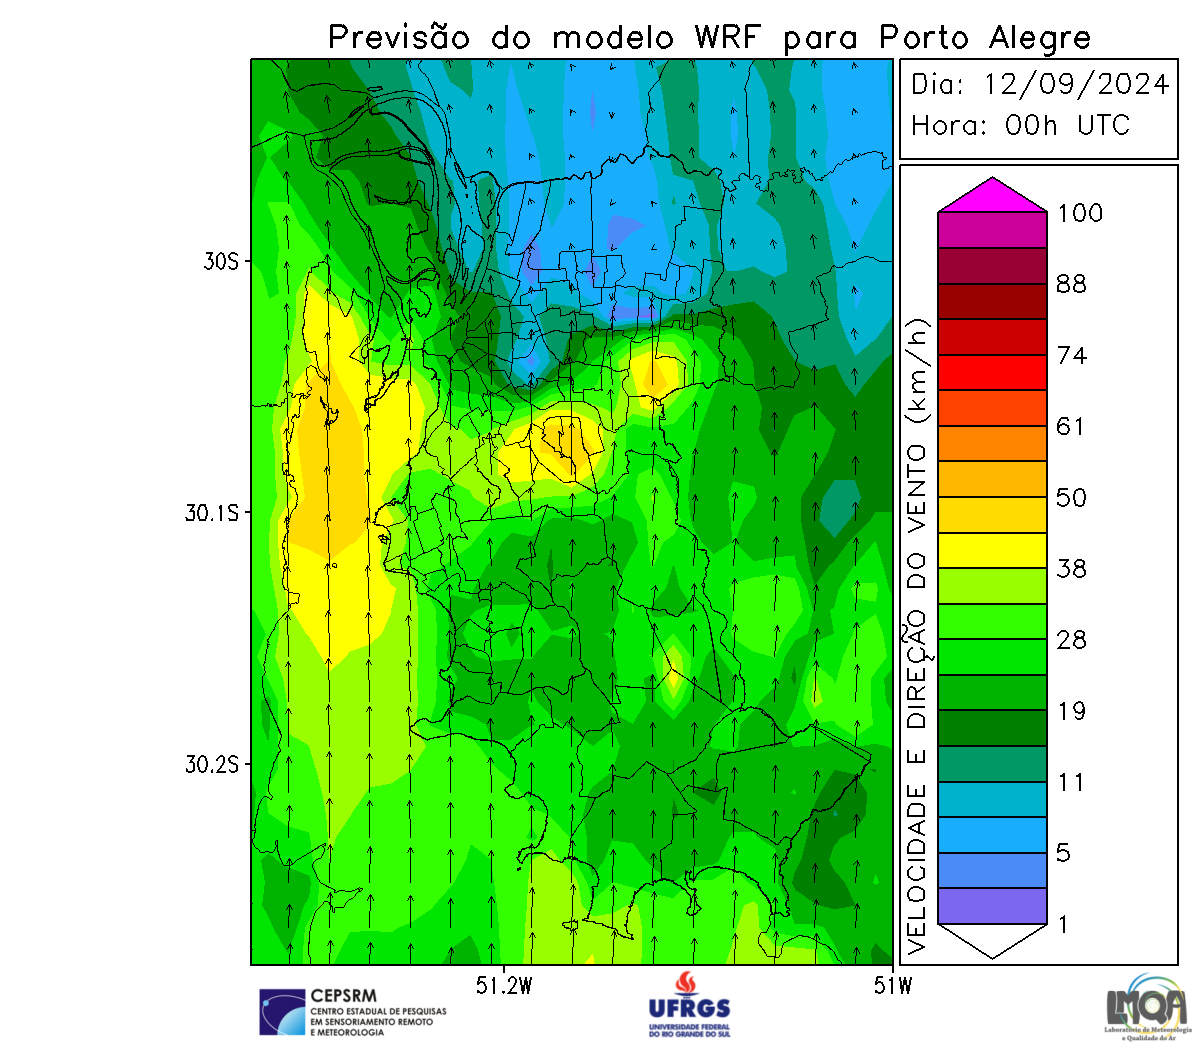 Previsão do modelo WRF para Porto Alegre
Dia: 12/09/2024
Hora: 00h UTC
30S
30.1S
30.2S
51.2W
51W
VELOCIDADE E DIREÇÃO DO VENTO (km/h)
100
88
74
61
50
38
28
19
11
5
1
CEPSRM
CENTRO ESTADUAL DE PESQUISAS
EM SENSORIAMENTO REMOTO
E METEOROLOGIA
UFRGS
UNIVERSIDADE FEDERAL
DO RIO GRANDE DO SUL
LMQA
Laboratório de Meteorologia
e Qualidade do Ar